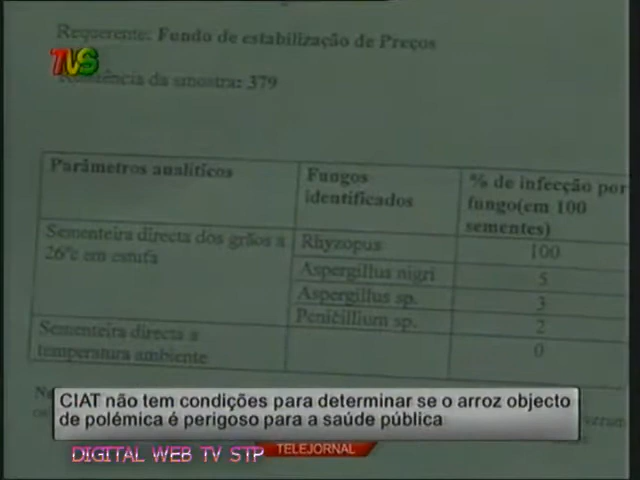 Requerente: Fundo de estabilização de Preços
TVS
Referência da amostra: 379
Parâmetros analíticos
Fungos identificados
% de infecção por fungo(em 100 sementes)
Sementeira directa dos grãos a 26ºc em estufa
Rhyzopus
100
Aspergillus nigri
5
Aspergillus sp.
3
Penicillium sp.
2
Sementeira directa a temperatura ambiente
0
CIAT não tem condições para determinar se o arroz objecto
de polémica é perigoso para a saúde pública
DIGITAL WEB TV STP
TELEJORNAL